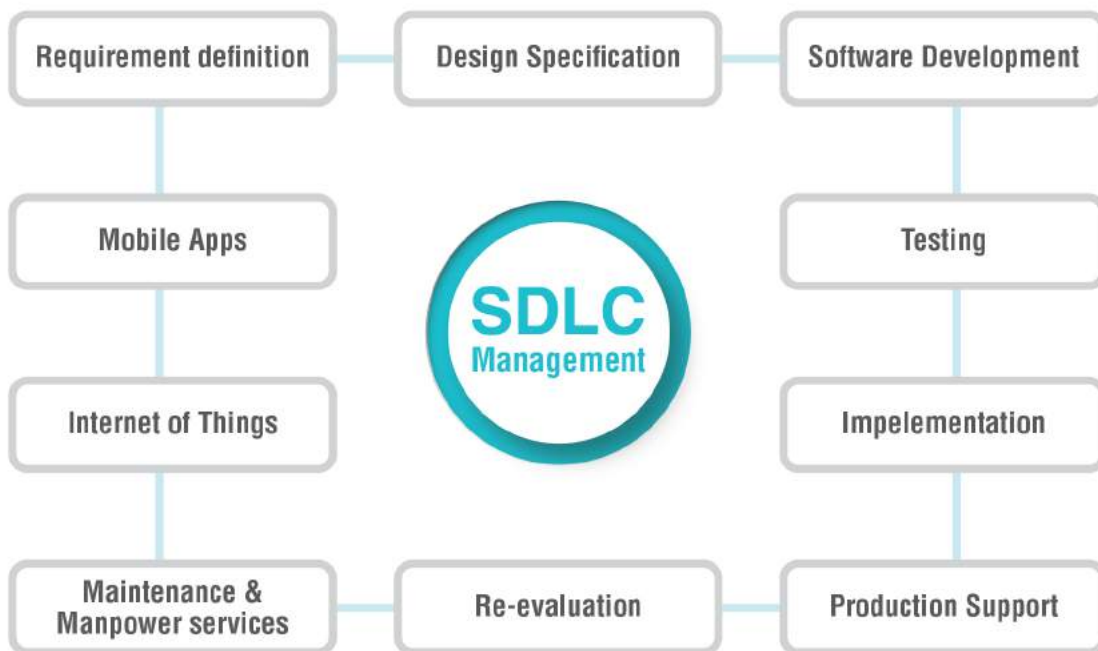 Requirement definition
Design Specification
Software Development
Mobile Apps
Testing
SDLC
Management
Internet of Things
Impelementation
Maintenance &
Manpower services
Re-evaluation
Production Support